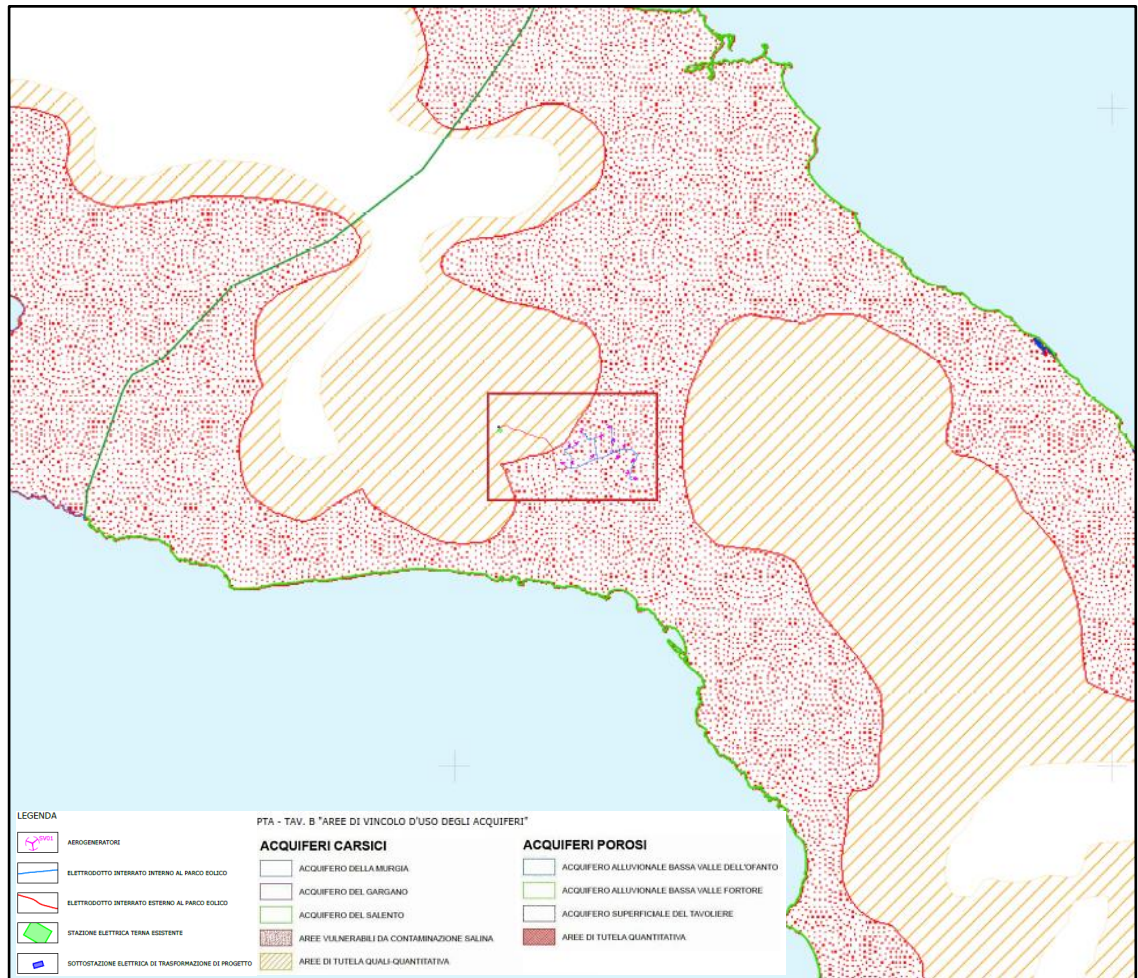 LEGENDA
SV01
AEROGENERATORI
ELETTRODOTTO INTERRATO INTERNO AL PARCO EOLICO
ELETTRODOTTO INTERRATO ESTERNO AL PARCO EOLICO
STAZIONE ELETTRICA TERNA ESISTENTE
SOTTOSTAZIONE ELETTRICA DI TRASFORMAZIONE DI PROGETTO
PTA - TAV. B "AREE DI VINCOLO D'USO DEGLI ACQUIFERI"
ACQUIFERI CARSICI
ACQUIFERO DELLA MURGIA
ACQUIFERO DEL GARGANO
ACQUIFERO DEL SALENTO
AREE VULNERABILI DA CONTAMINAZIONE SALINA
AREE DI TUTELA QUALI-QUANTITATIVA
ACQUIFERI POROSI
ACQUIFERO ALLUVIONALE BASSA VALLE DELL'OFANTO
ACQUIFERO ALLUVIONALE BASSA VALLE FORTORE
ACQUIFERO SUPERFICIALE DEL TAVOLIERE
AREE DI TUTELA QUANTITATIVA